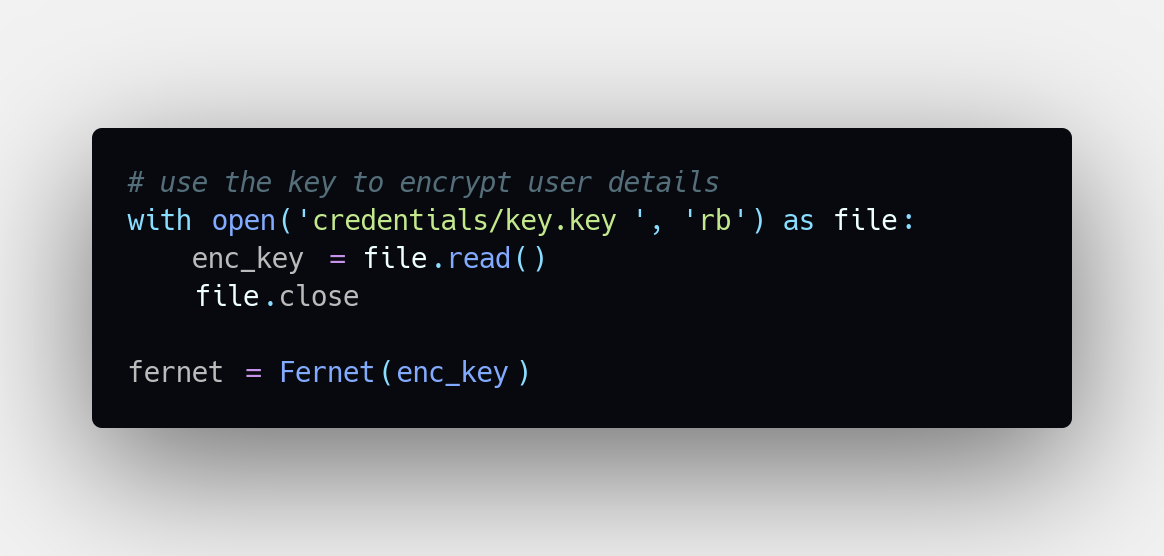 # use the key to encrypt user details
with open('credentials/key.key ', 'rb') as file:
    enc_key = file.read()
    file.close

fernet = Fernet(enc_key )